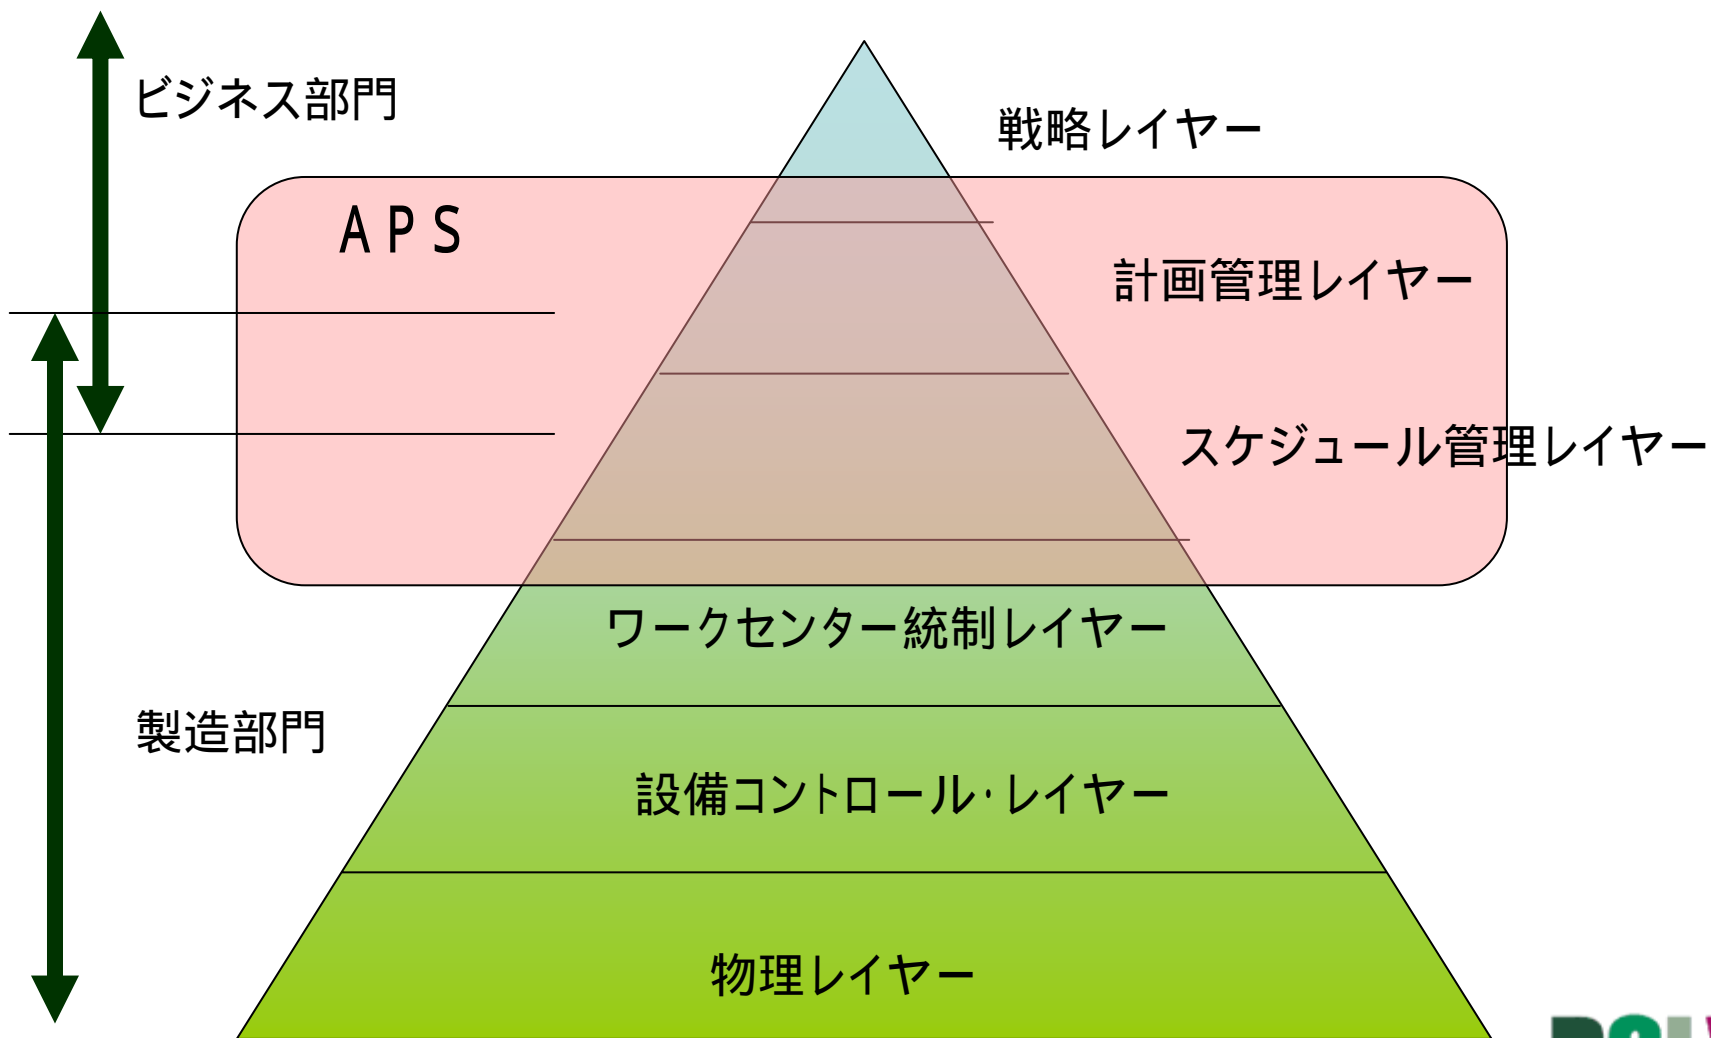 ビジネス部門
戦略レイヤー
ＡＰＳ
計画管理レイヤー
スケジュール管理レイヤー
ワークセンター統制レイヤー
製造部門
設備コントロール・レイヤー
物理レイヤー